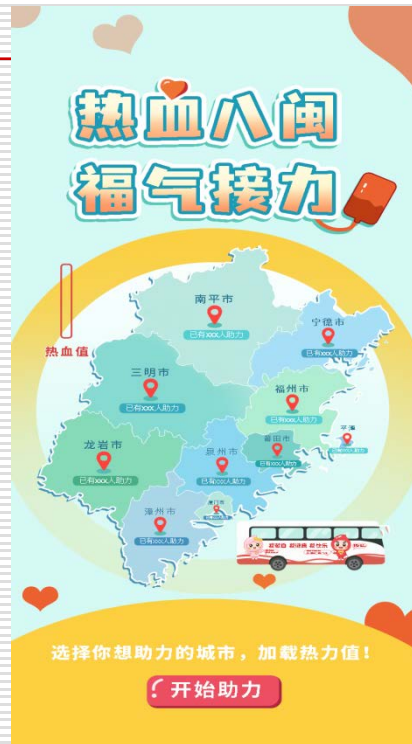 热血八闽
福气接力
热血值
南平市
已有xxx人助力
宁德市
已有xxx人助力
三明市
已有xxx人助力
福州市
已有xxx人助力
平潭
龙岩市
已有xxx人助力
泉州市
已有xxx人助力
莆田市
已有xxx人助力
厦门市
漳州市
已有xxx人助力
选择你想助力的城市，加载热力值！
开始助力